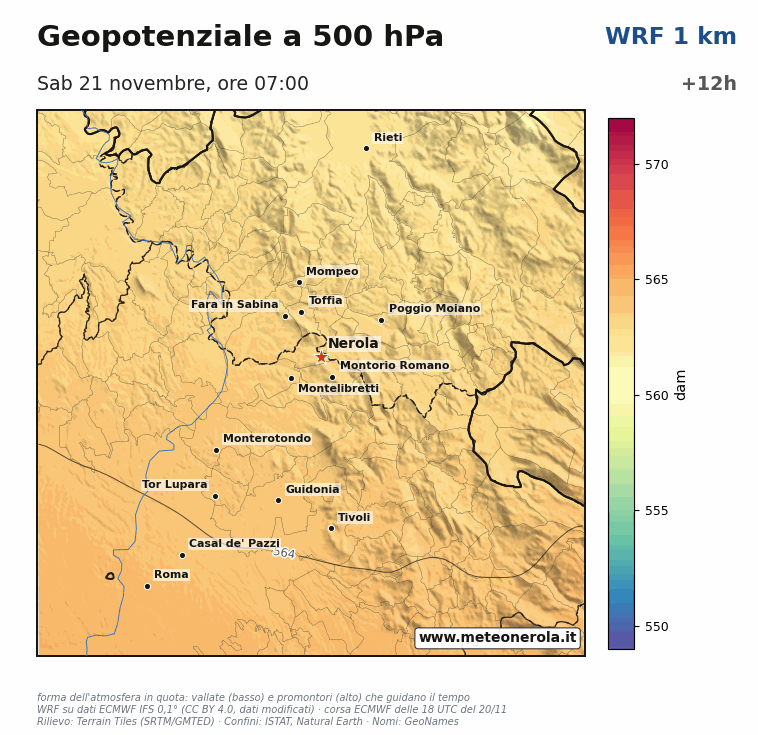 Geopotenziale a 500 hPa
WRF 1 km
Sab 21 novembre, ore 07:00
+12h
Rieti
Mompeo
Toffia
Fara in Sabina
Poggio Moiano
Nerola
Montorio Romano
Montelibretti
Monterotondo
Tor Lupara
Guidonia
Tivoli
Casal de' Pazzi
564
Roma
www.meteonerola.it
570
565
560
555
550
dam
forma dell'atmosfera in quota: vallate (basso) e promontori (alto) che guidano il tempo
WRF su dati ECMWF IFS 0,1° (CC BY 4.0, dati modificati) · corsa ECMWF delle 18 UTC del 20/11
Rilievo: Terrain Tiles (SRTM/GMTED) · Confini: ISTAT, Natural Earth · Nomi: GeoNames